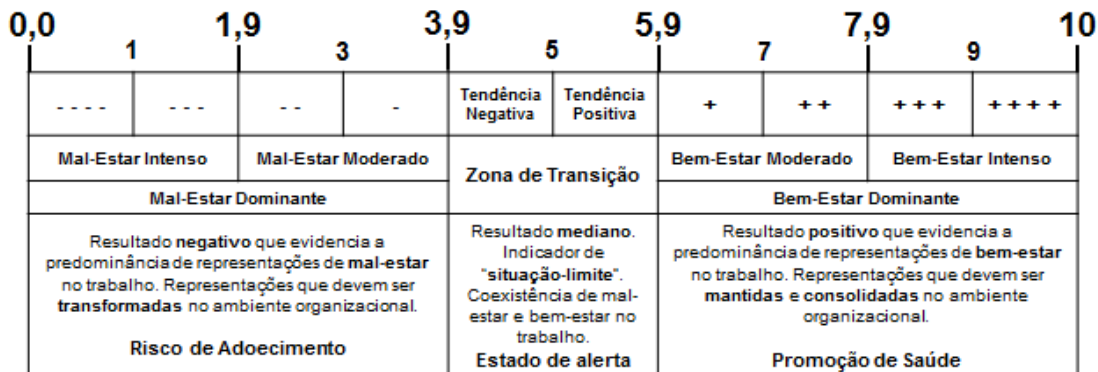 0,0 1,9 3,9 5,9 7,9 10
1 3 5 7 9
- - - - - - - - - - Tendência Negativa Tendência Positiva + + + + + + + + + +
Mal-Estar Intenso Mal-Estar Moderado Zona de Transição Bem-Estar Moderado Bem-Estar Intenso
Mal-Estar Dominante Bem-Estar Dominante
Resultado negativo que evidencia a
predominância de representações de mal-estar
no trabalho. Representações que devem ser
transformadas no ambiente organizacional.
Risco de Adoecimento
Resultado mediano.
Indicador de
"situação-limite".
Coexistência de mal-
estar e bem-estar no
trabalho.
Estado de alerta
Resultado positivo que evidencia a
predominância de representações de bem-estar
no trabalho. Representações que devem ser
mantidas e consolidadas no ambiente
organizacional.
Promoção de Saúde